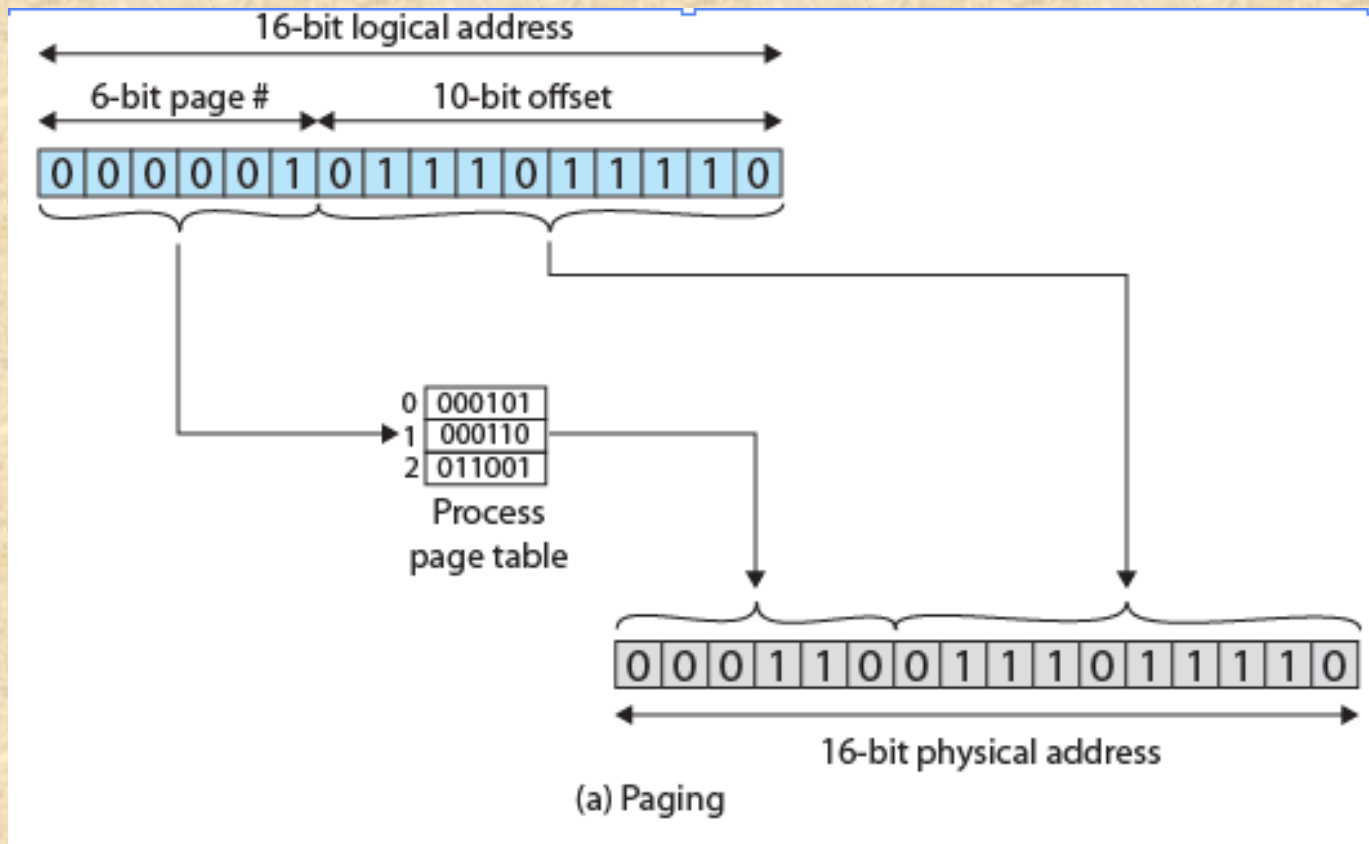 16-bit logical address
6-bit page # 10-bit offset
0 0 0 0 0 1 0 1 1 1 0 1 1 1 1 0
0 000101
1 000110
2 011001
Process
page table
0 0 0 1 1 0 0 1 1 1 0 1 1 1 1 0
16-bit physical address
(a) Paging